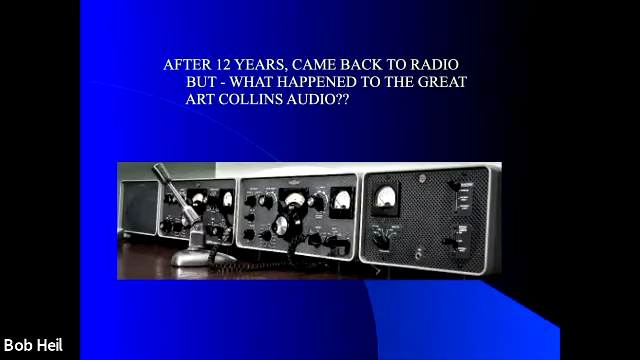 AFTER 12 YEARS, CAME BACK TO RADIO
BUT - WHAT HAPPENED TO THE GREAT
ART COLLINS AUDIO??
Bob Heil